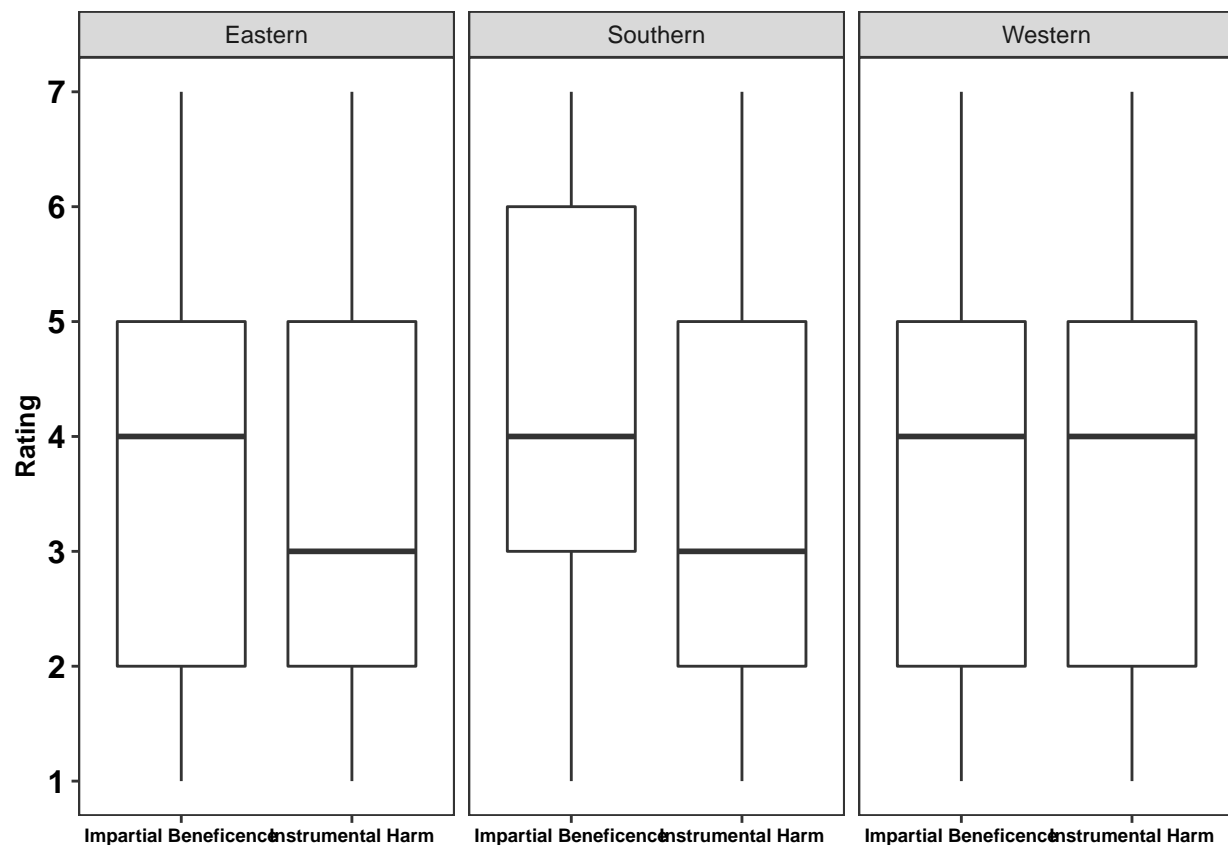 Eastern
Southern
Western
7
6
5
4
3
2
1
Rating
Impartial Beneficence
Instrumental Harm
Impartial Beneficence
Instrumental Harm
Impartial Beneficence
Instrumental Harm